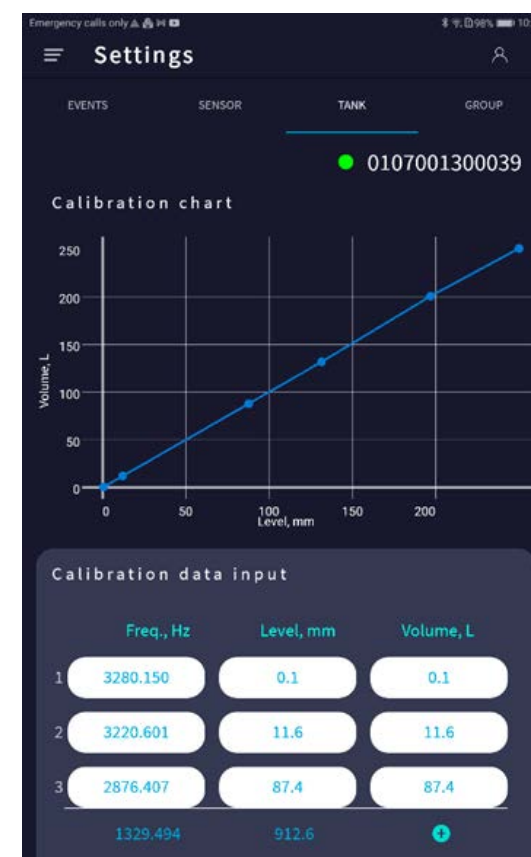 Emergency calls only 98% 10:
Settings
EVENTS SENSOR TANK GROUP
0107001300039
Calibration chart
250
200
150
100
50
0
Volume, L
0 50 100 150 200
Level, mm
Calibration data input
Freq., Hz Level, mm Volume, L
1 3280.150 0.1 0.1
2 3220.601 11.6 11.6
3 2876.407 87.4 87.4
1329.494 912.6